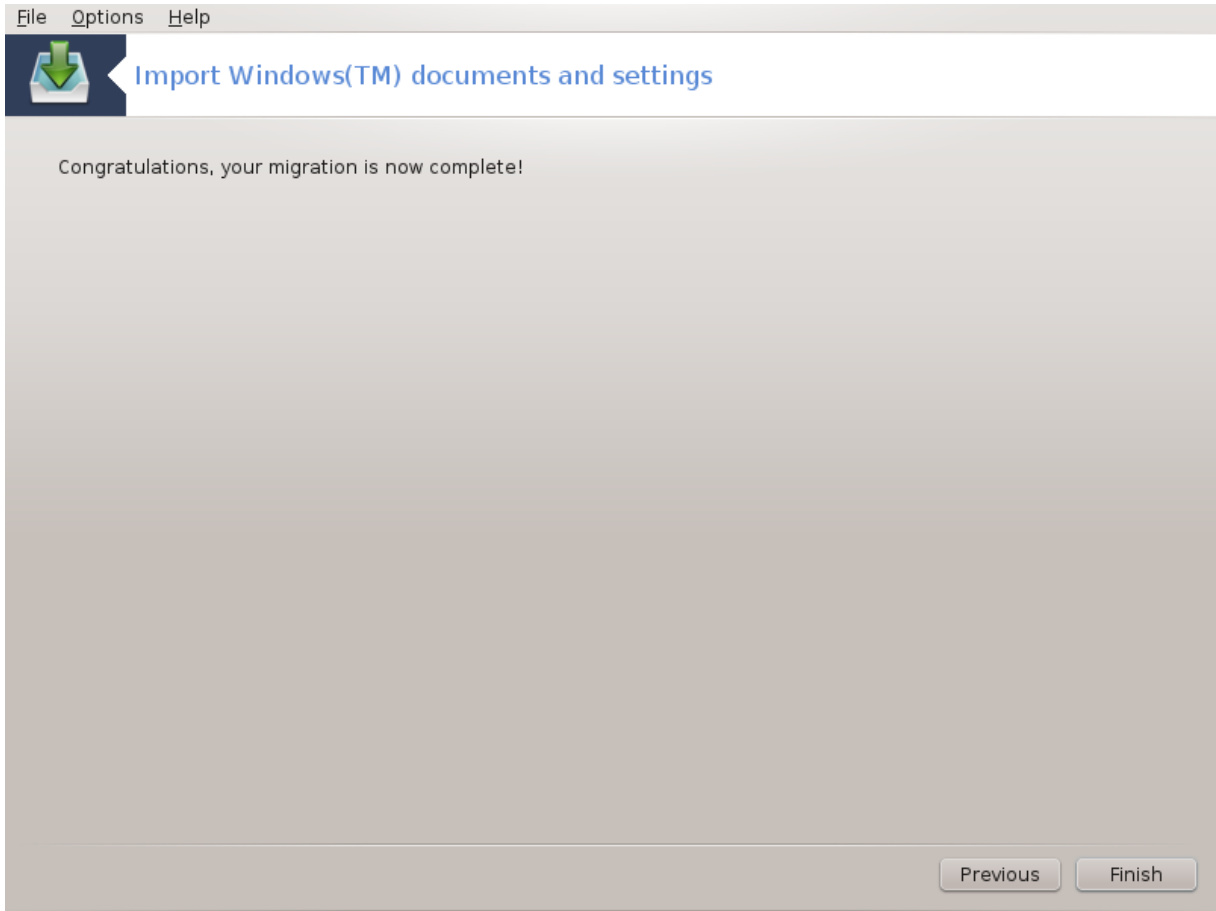 File Options Help
Import Windows(TM) documents and settings
Congratulations, your migration is now complete!
Previous Finish